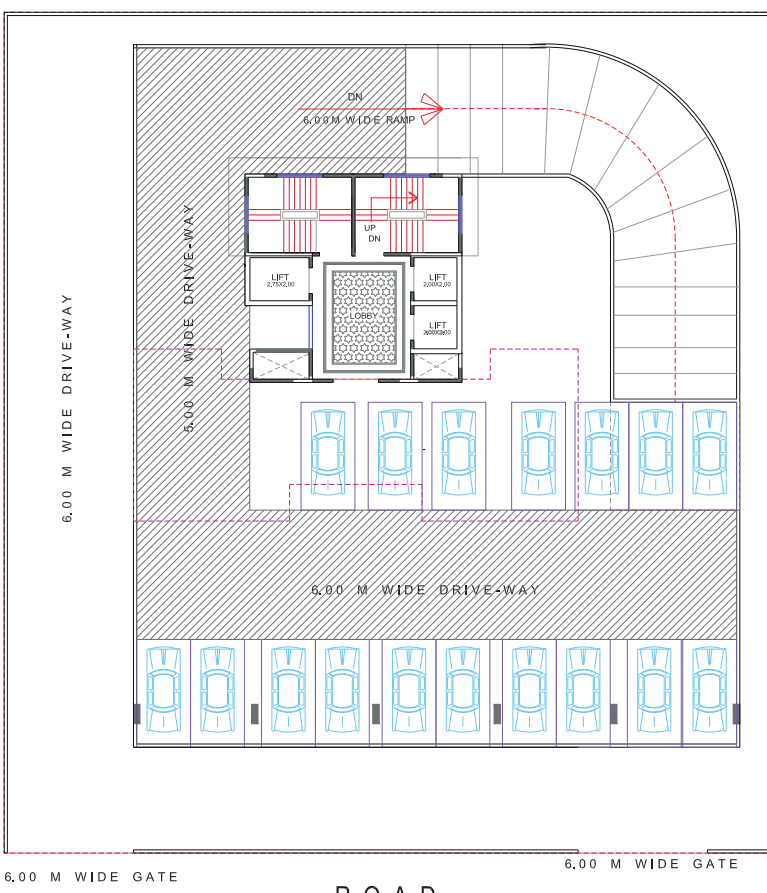 DN
6.00M WIDE RAMP
UP
DN
LIFT
2.75X2.00
LIFT
2.00X2.00
LOBBY
LIFT
5.00 M WIDE DRIVE-WAY
6.00 M WIDE DRIVE-WAY
6.00 M WIDE DRIVE-WAY
6.00 M WIDE GATE
6.00 M WIDE GATE
ROAD